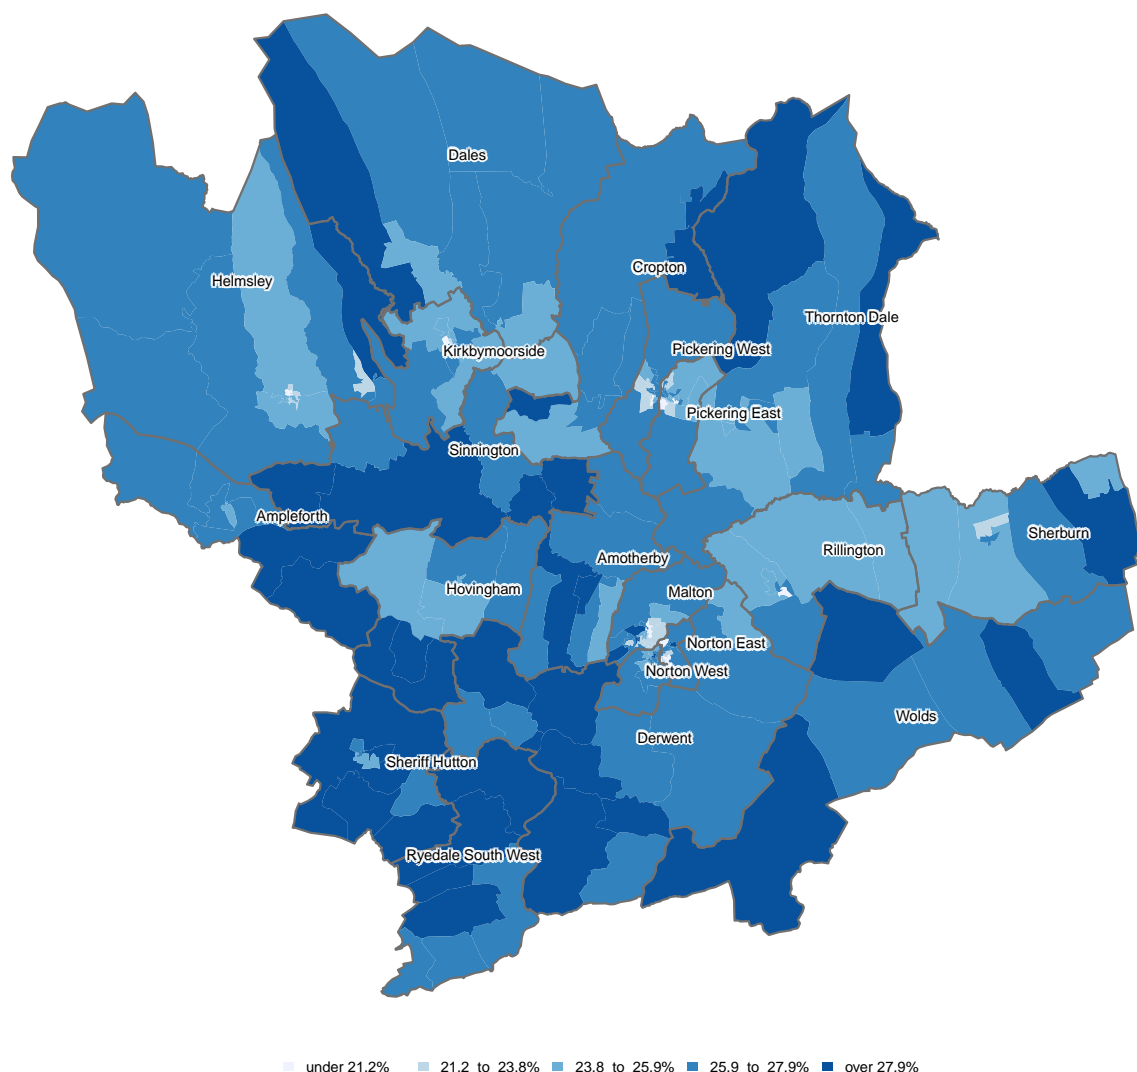 Dales
Cropton
Helmsley
Thornton Dale
Kirkbymoorside
Pickering West
Pickering East
Sinnington
Ampleforth
Sherburn
Rillington
Amotherby
Hovingham
Malton
Norton East
Norton West
Wolds
Derwent
Sheriff Hutton
Ryedale South West
under 21.2% 21.2 to 23.8% 23.8 to 25.9% 25.9 to 27.9% over 27.9%